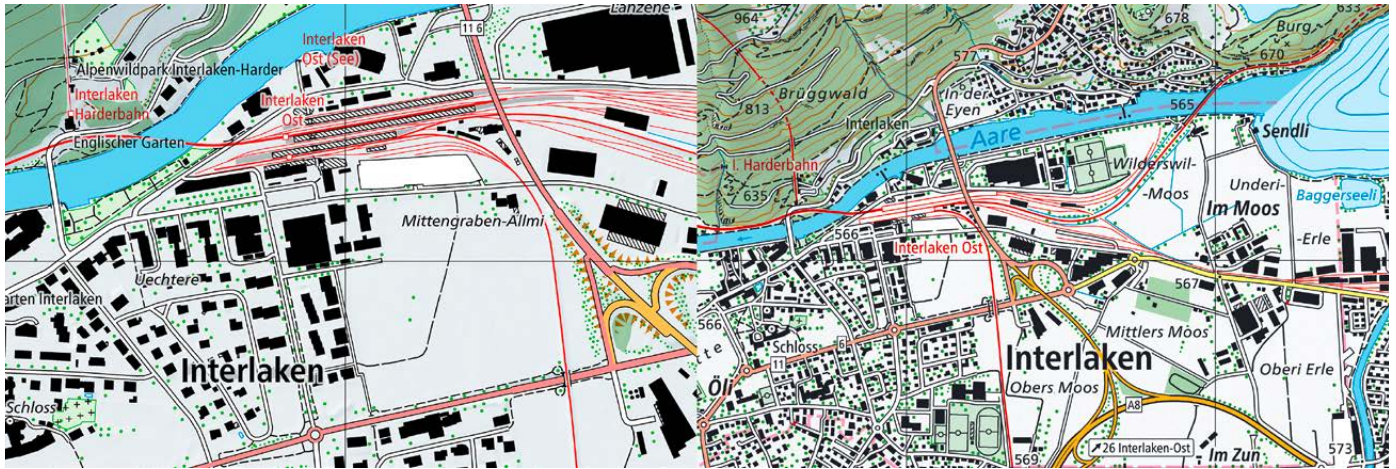 Lanzene
116
Interlaken
Ost (See)
Alpenwildpark Interlaken-Harder
Interlaken
Harderbahn
Interlaken
Ost
Englischer Garten
Mittengraben-Allmi
Uechtere
arten Interlaken
Interlaken
Schloss
964
678
633
Burg
577
670
Brüggwald
813
In der
Eyen
565
Interlaken
Aare
Sendli
I. Harderbahn
Wilderswil-
-Moos
635
Underi-
-Erle
Baggerseeli
Im Moos
566
Interlaken Ost
567
566
Mittlers Moos
Schloss
6
11
Interlaken
Öli
Obers Moos
Oberi Erle
A8
26 Interlaken-Ost
569
Im Zun
573